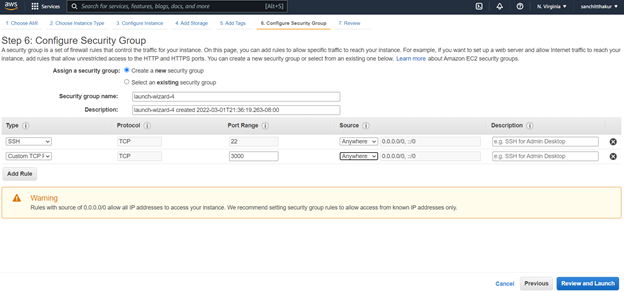 aws Services Search for services, features, blogs, docs, and more [Alt+S] N. Virginia sanchitthakur
1. Choose AMI 2. Choose Instance Type 3. Configure Instance 4. Add Storage 5. Add Tags 6. Configure Security Group 7. Review
Step 6: Configure Security Group
A security group is a set of firewall rules that control the traffic for your instance. On this page, you can add rules to allow specific traffic to reach your instance. For example, if you want to set up a web server and allow Internet traffic to reach your
instance, add rules that allow unrestricted access to the HTTP and HTTPS ports. You can create a new security group or select from an existing one below. Learn more about Amazon EC2 security groups.
Assign a security group: Create a new security group
Select an existing security group
Security group name: launch-wizard-4
Description: launch-wizard-4 created 2022-03-01T21:36:19.263-08:00
Type Protocol Port Range Source Description
SSH TCP 22 Anywhere 0.0.0.0/0, ::/0 e.g. SSH for Admin Desktop
Custom TCP TCP 3000 Anywhere 0.0.0.0/0, ::/0 e.g. SSH for Admin Desktop
Add Rule
Warning
Rules with source of 0.0.0.0/0 allow all IP addresses to access your instance. We recommend setting security group rules to allow access from known IP addresses only.
Cancel Previous Review and Launch